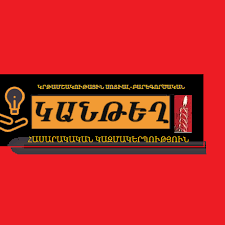 ԿՐԹԱՄՇԱԿՈՒԹԱՅԻՆ ՍՈՑԻԱԼ-ԲԱՐԵԳՈՐԾԱԿԱՆ
ԿԱՆԹԵՂ
ՀԱՍԱՐԱԿԱԿԱՆ ԿԱԶՄԱԿԵՐՊՈՒԹՅՈՒՆ